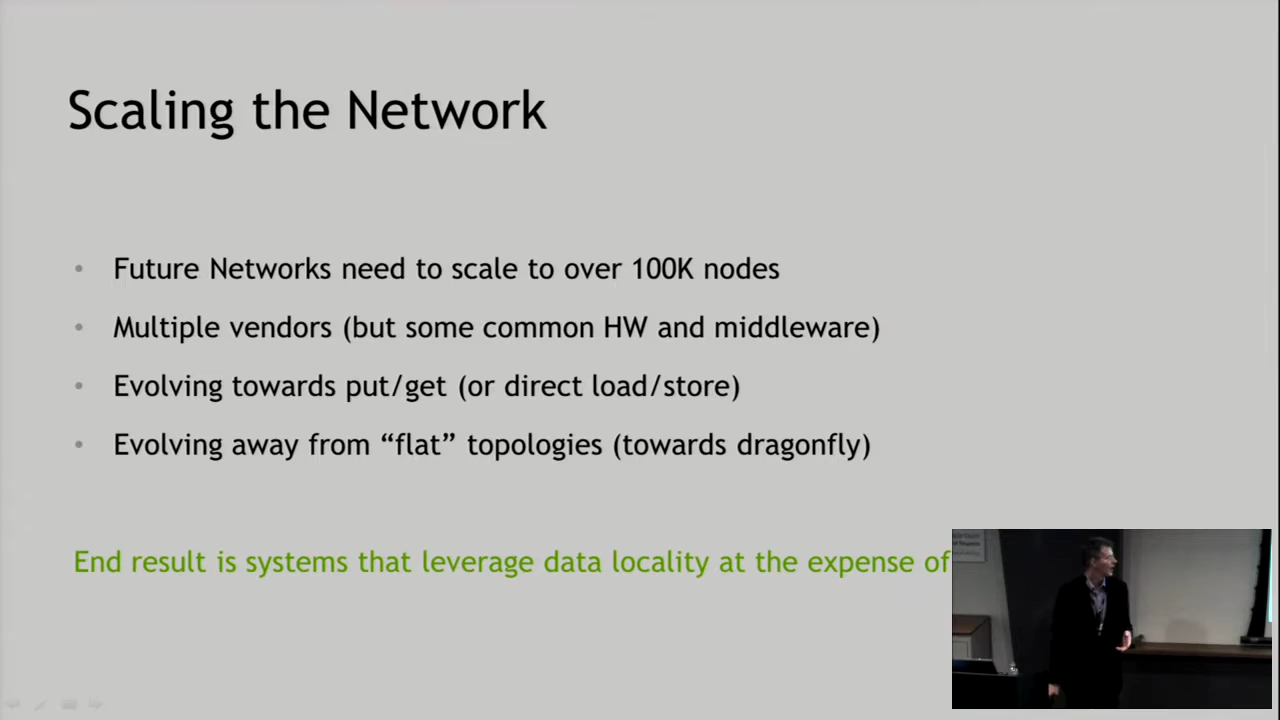 Scaling the Network
• Future Networks need to scale to over 100K nodes
• Multiple vendors (but some common HW and middleware)
• Evolving towards put/get (or direct load/store)
• Evolving away from “flat” topologies (towards dragonfly)
End result is systems that leverage data locality at the expense of